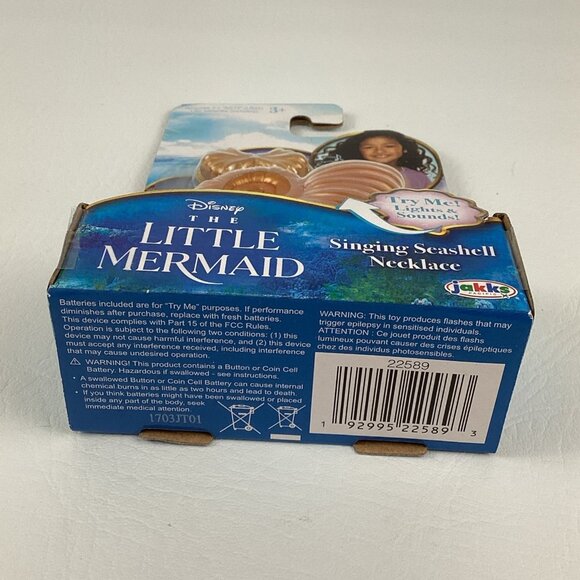 3+
Try Me!
Lights &
Sounds!
Disney
THE
LITTLE
MERMAID
Singing Seashell
Necklace
jakks
PACIFIC
Batteries included are for "Try Me" purposes. If performance
diminishes after purchase, replace with fresh batteries.
This device complies with Part 15 of the FCC Rules.
Operation is subject to the following two conditions: (1) this
device may not cause harmful interference, and (2) this device
must accept any interference received, including interference
that may cause undesired operation.
WARNING! This product contains a Button or Coin Cell
Battery. Hazardous if swallowed - see instructions.
• A swallowed Button or Coin Cell Battery can cause internal
chemical burns in as little as two hours and lead to death.
• If you think batteries might have been swallowed or placed
inside any part of the body, seek
immediate medical attention.
1703JT01
WARNING: This toy produces flashes that may
trigger epilepsy in sensitised individuals.
ATTENTION : Ce jouet produit des flashs
lumineux pouvant causer des crises épileptiques
chez des individus photosensibles.
22589
1 92995 22589 3